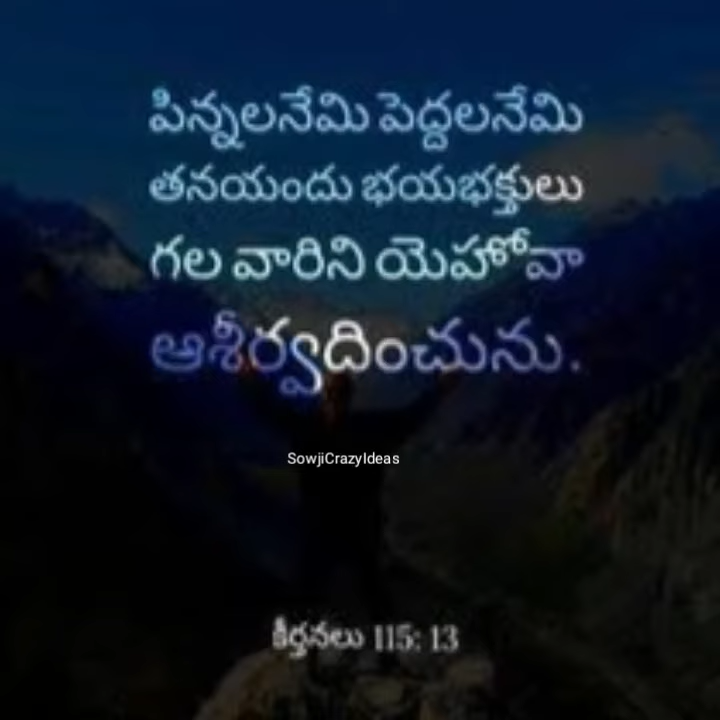 పిన్నలనేమి పెద్దలనేమి
తనయందు భయభక్తులు
గల వారిని యెహోవా
ఆశీర్వదించును.
SowjiCrazyIdeas
కీర్తనలు 115: 13